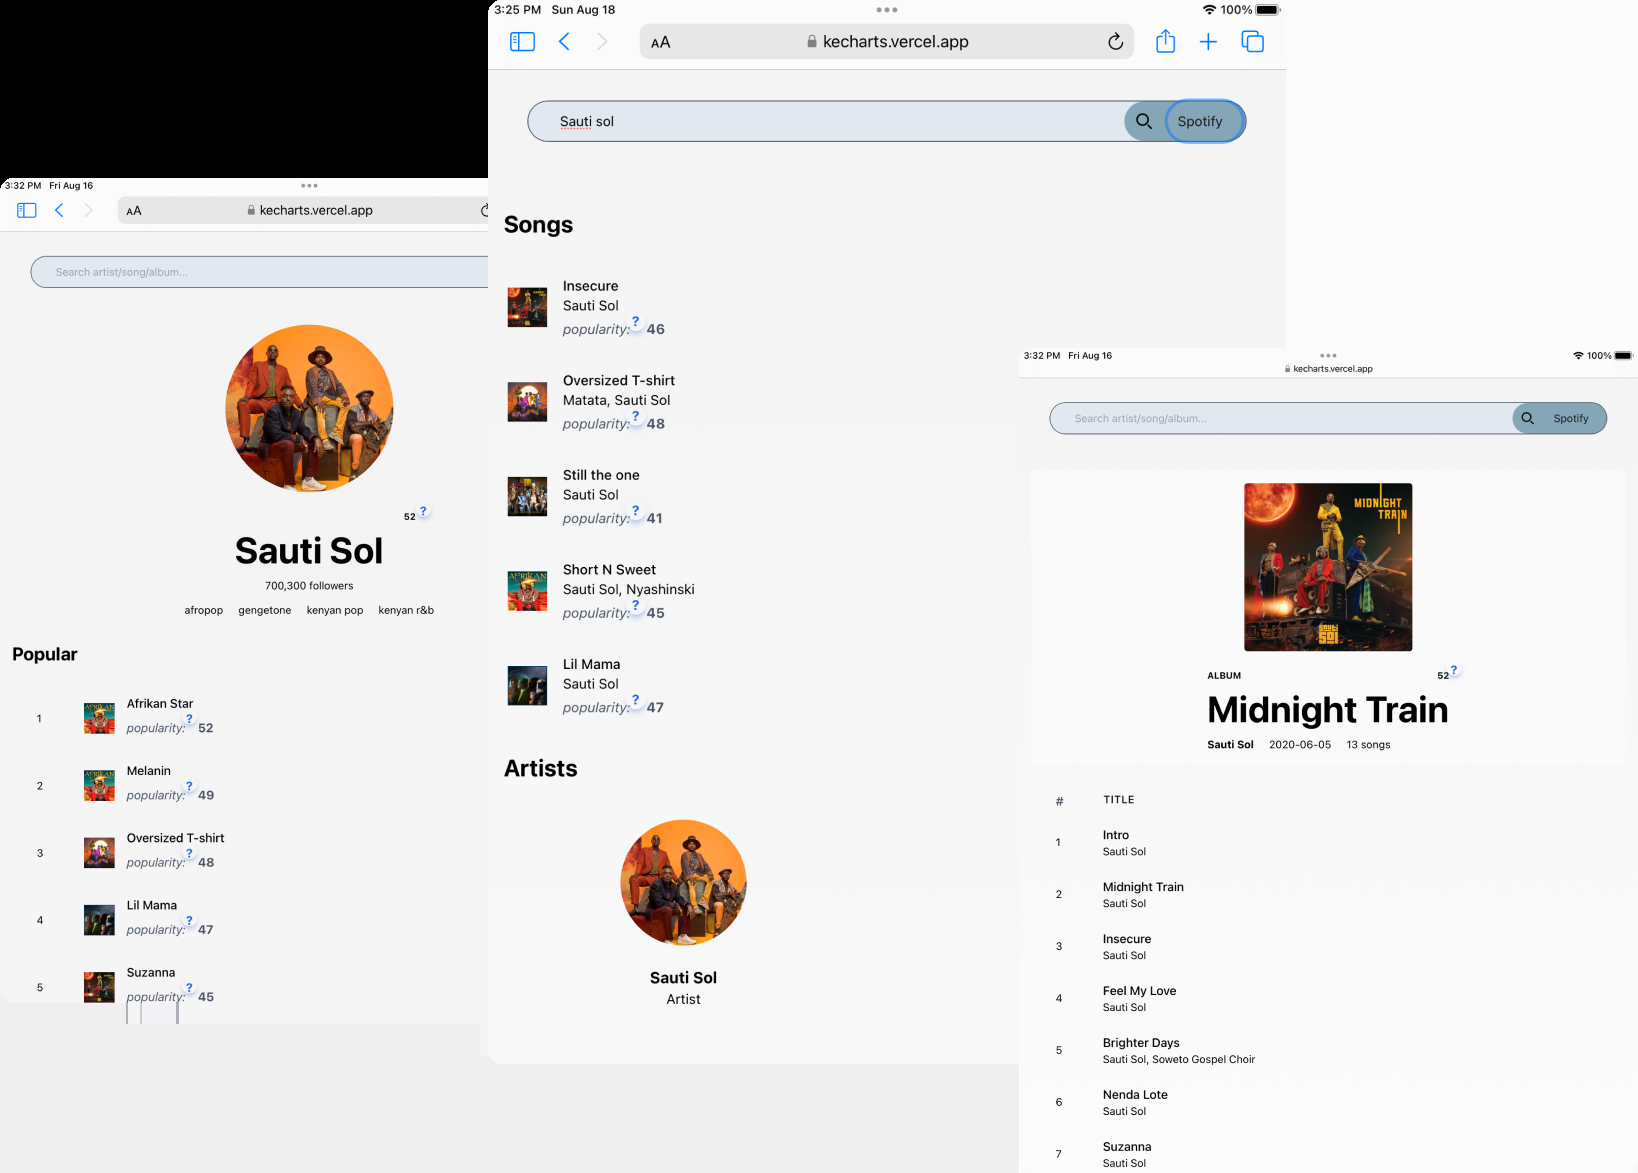 3:32 PM Fri Aug 16
AA kecharts.vercel.app
Search artist/song/album...
52 ?
Sauti Sol
700,300 followers
afropop gengetone kenyan pop kenyan r&b
Popular
1
Afrikan Star
popularity: ? 52
2
Melanin
popularity: ? 49
3
Oversized T-shirt
popularity: ? 48
4
Lil Mama
popularity: ? 47
5
Suzanna
popularity: ? 45
3:25 PM Sun Aug 18
100%
AA kecharts.vercel.app
Sauti sol
Spotify
Songs
Insecure
Sauti Sol
popularity: ? 46
Oversized T-shirt
Matata, Sauti Sol
popularity: ? 48
Still the one
Sauti Sol
popularity: ? 41
Short N Sweet
Sauti Sol, Nyashinski
popularity: ? 45
Lil Mama
Sauti Sol
popularity: ? 47
Artists
Sauti Sol
Artist
3:32 PM Fri Aug 16
100%
kecharts.vercel.app
Search artist/song/album...
Spotify
MIDNIGHT
TRAIN
SAUTI
SOL
ALBUM
52 ?
Midnight Train
Sauti Sol 2020-06-05 13 songs
# TITLE
1
Intro
Sauti Sol
2
Midnight Train
Sauti Sol
3
Insecure
Sauti Sol
4
Feel My Love
Sauti Sol
5
Brighter Days
Sauti Sol, Soweto Gospel Choir
6
Nenda Lote
Sauti Sol
7
Suzanna
Sauti Sol